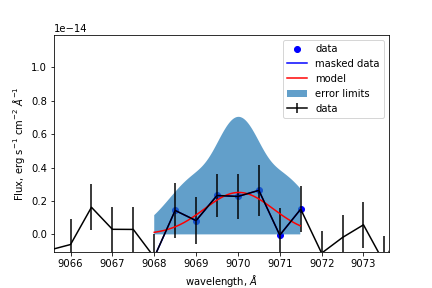 1e−14
data
masked data
model
error limits
data
Flux, erg s⁻¹ cm⁻² Å⁻¹
1.0
0.8
0.6
0.4
0.2
0.0
9066 9067 9068 9069 9070 9071 9072 9073
wavelength, Å